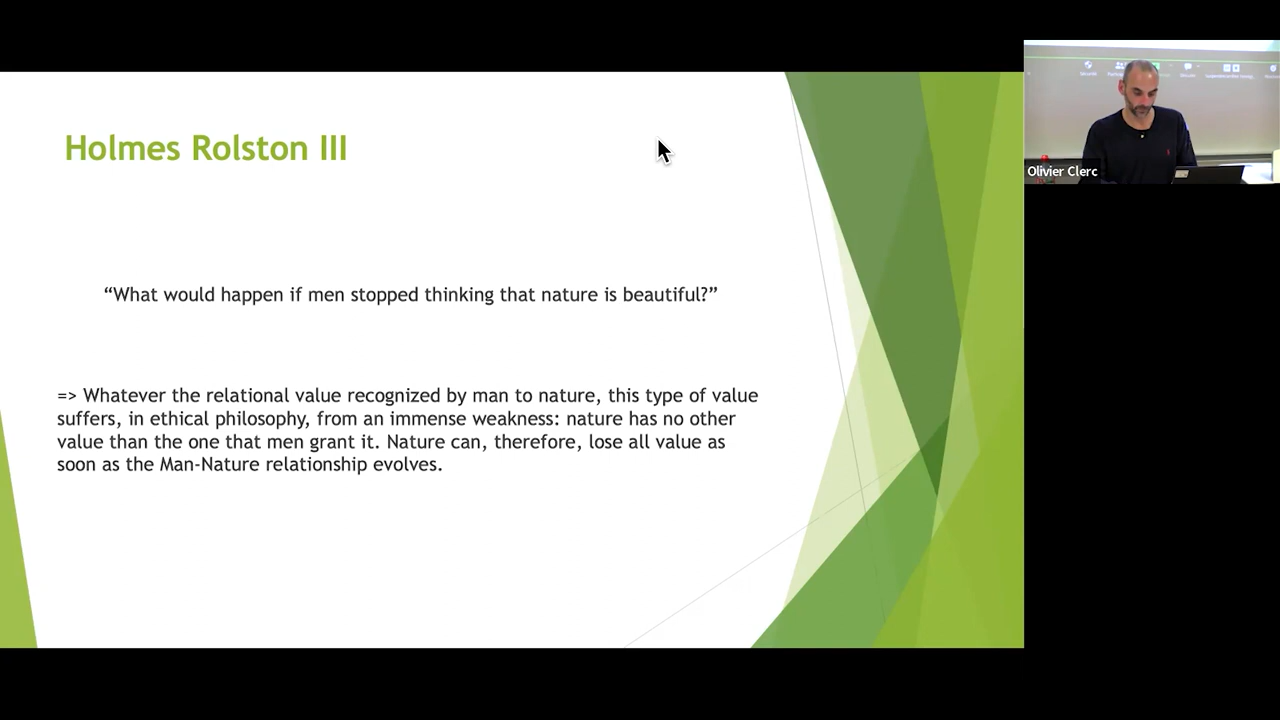 Holmes Rolston III
“What would happen if men stopped thinking that nature is beautiful?”
=> Whatever the relational value recognized by man to nature, this type of value
suffers, in ethical philosophy, from an immense weakness: nature has no other
value than the one that men grant it. Nature can, therefore, lose all value as
soon as the Man-Nature relationship evolves.
Olivier Clerc